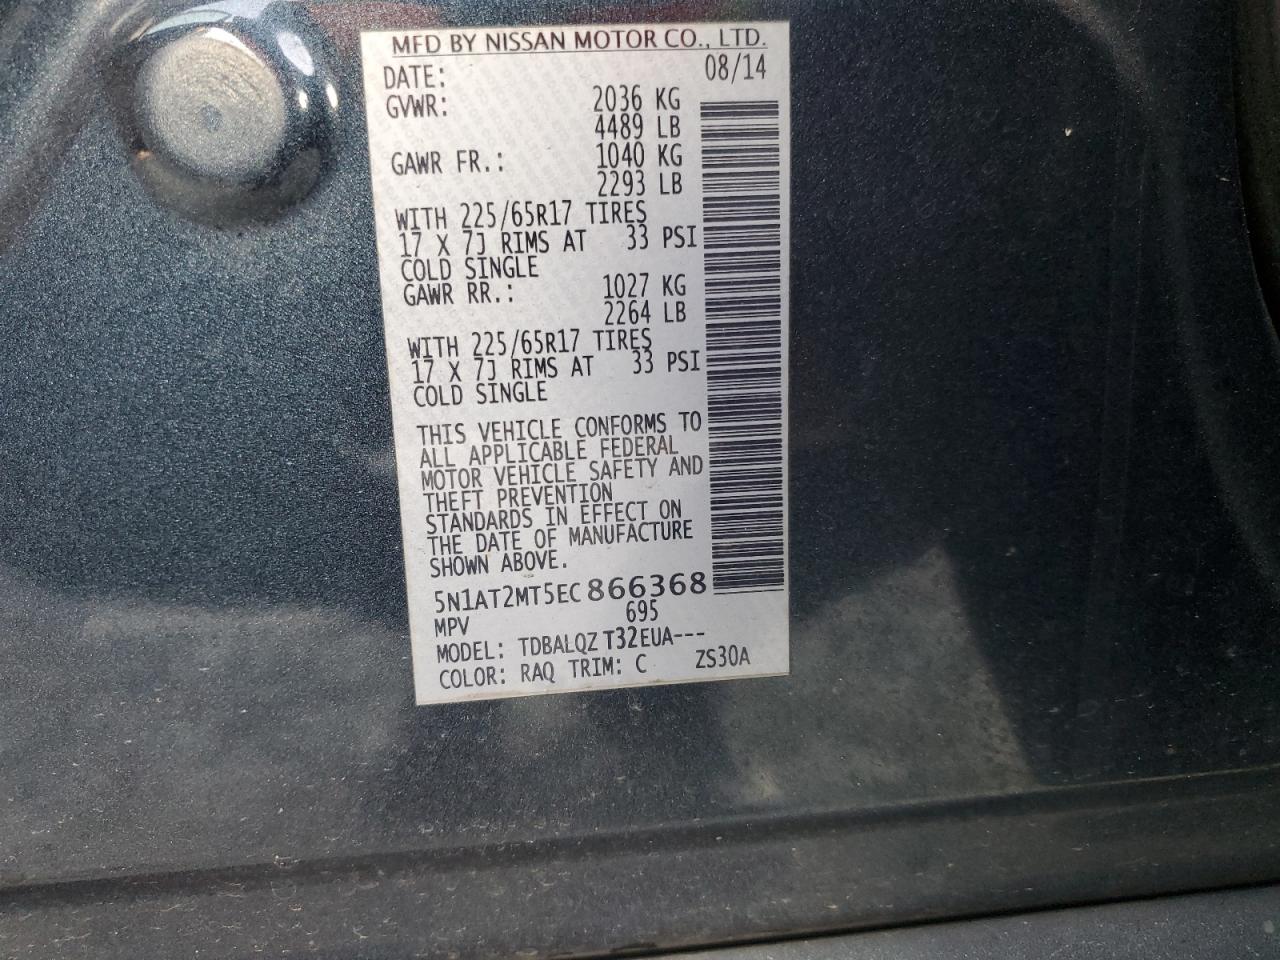 MFD BY NISSAN MOTOR CO., LTD.
DATE: 08/14
GVWR: 2036 KG
4489 LB
GAWR FR.: 1040 KG
2293 LB
WITH 225/65R17 TIRES
17 X 7J RIMS AT 33 PSI
COLD SINGLE
GAWR RR.: 1027 KG
2264 LB
WITH 225/65R17 TIRES
17 X 7J RIMS AT 33 PSI
COLD SINGLE
THIS VEHICLE CONFORMS TO
ALL APPLICABLE FEDERAL
MOTOR VEHICLE SAFETY AND
THEFT PREVENTION
STANDARDS IN EFFECT ON
THE DATE OF MANUFACTURE
SHOWN ABOVE.
5N1AT2MT5EC866368
MPV 695
MODEL: TDBALQZ T32EUA---
COLOR: RAQ TRIM: C ZS30A